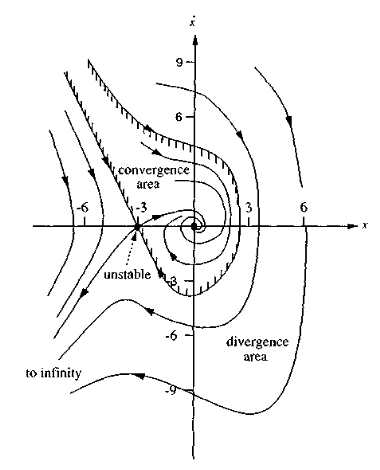 ẋ
9
6
convergence
area
-6
-3
3
6
x
unstable
-3
-6
divergence
area
to infinity
-9